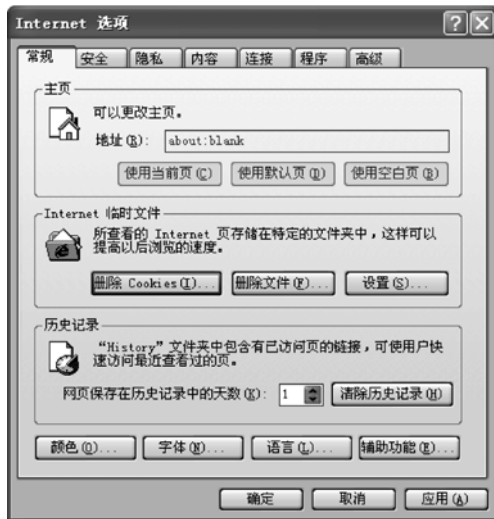 Internet 选项
常规 安全 隐私 内容 连接 程序 高级
主页
可以更改主页。
地址(R): about:blank
使用当前页(C) 使用默认页(D) 使用空白页(B)
Internet 临时文件
所查看的 Internet 页存储在特定的文件夹中，这样可以
提高以后浏览的速度。
删除 Cookies(I)... 删除文件(F)... 设置(S)...
历史记录
“History”文件夹中包含有已访问页的链接，可使用户快
速访问最近查看过的页。
网页保存在历史记录中的天数(K): 1 清除历史记录(H)
颜色(O)... 字体(N)... 语言(L)... 辅助功能(E)...
确定 取消 应用(A)